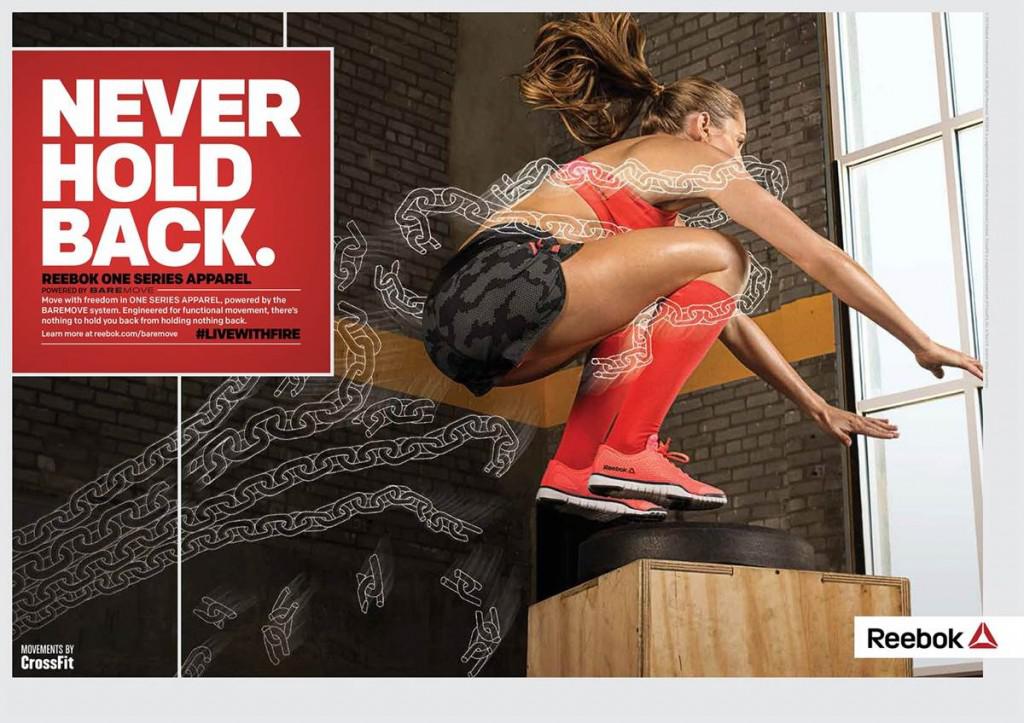 NEVER
HOLD
BACK.
REEBOK ONE SERIES APPAREL
POWERED BY BAREMOVE
Move with freedom in ONE SERIES APPAREL, powered by the
BAREMOVE system. Engineered for functional movement, there's
nothing to hold you back from holding nothing back.
Learn more at reebok.com/baremove #LIVEWITHFIRE
Reebok
MOVEMENTS BY
CrossFit
Reebok